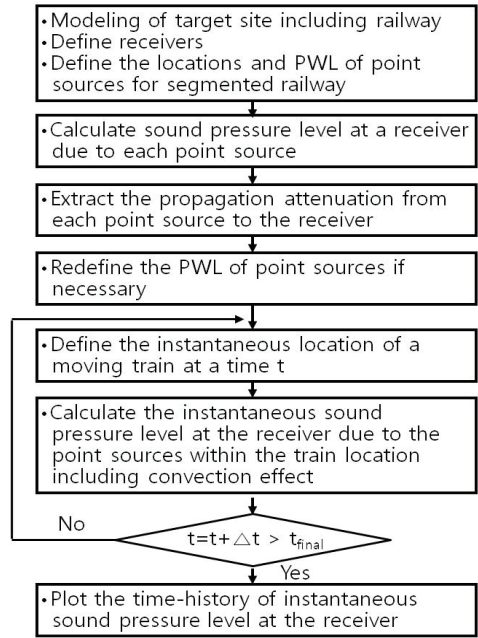 •Modeling of target site including railway
•Define receivers
•Define the locations and PWL of point
sources for segmented railway
•Calculate sound pressure level at a receiver
due to each point source
•Extract the propagation attenuation from
each point source to the receiver
•Redefine the PWL of point sources if
necessary
•Define the instantaneous location of a
moving train at a time t
•Calculate the instantaneous sound
pressure level at the receiver due to the
point sources within the train location
including convection effect
No
t=t+△t > tfinal
Yes
•Plot the time-history of instantaneous
sound pressure level at the receiver